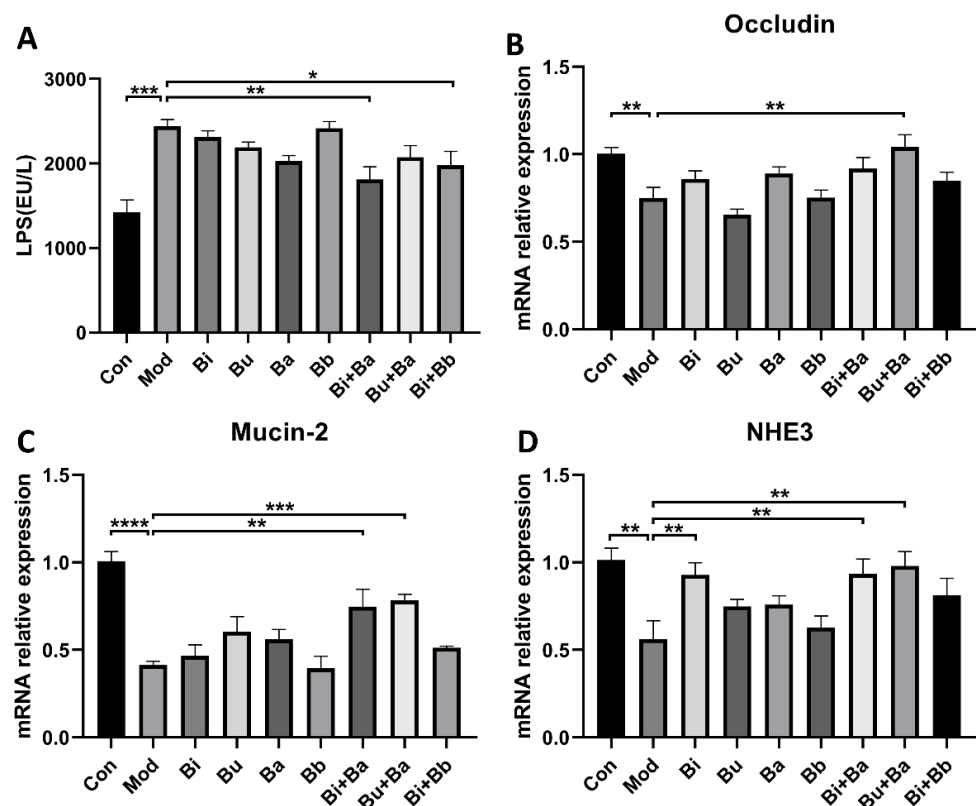 A
LPS(EU/L)
3000
2000
1000
0
***
**
*
Con Mod Bi Bu Ba Bb Bi+Ba Bu+Ba Bi+Bb
B
Occludin
mRNA relative expression
1.5
1.0
0.5
0.0
**
**
Con Mod Bi Bu Ba Bb Bi+Ba Bu+Ba Bi+Bb
C
Mucin-2
mRNA relative expression
1.5
1.0
0.5
0.0
****
***
**
Con Mod Bi Bu Ba Bb Bi+Ba Bu+Ba Bi+Bb
D
NHE3
mRNA relative expression
1.5
1.0
0.5
0.0
**
**
**
**
Con Mod Bi Bu Ba Bb Bi+Ba Bu+Ba Bi+Bb